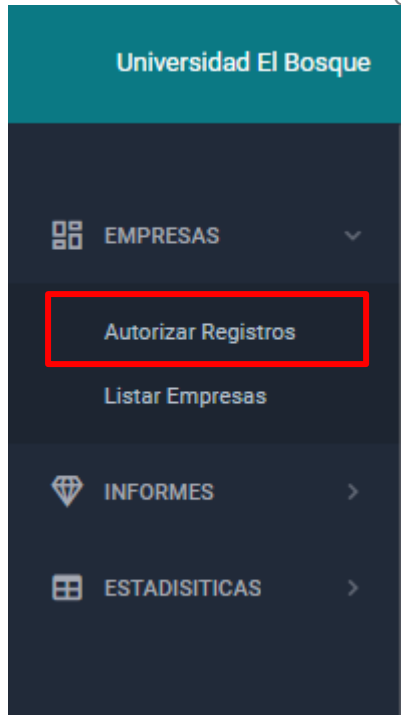 Universidad El Bosque
EMPRESAS
Autorizar Registros
Listar Empresas
INFORMES
ESTADISITICAS